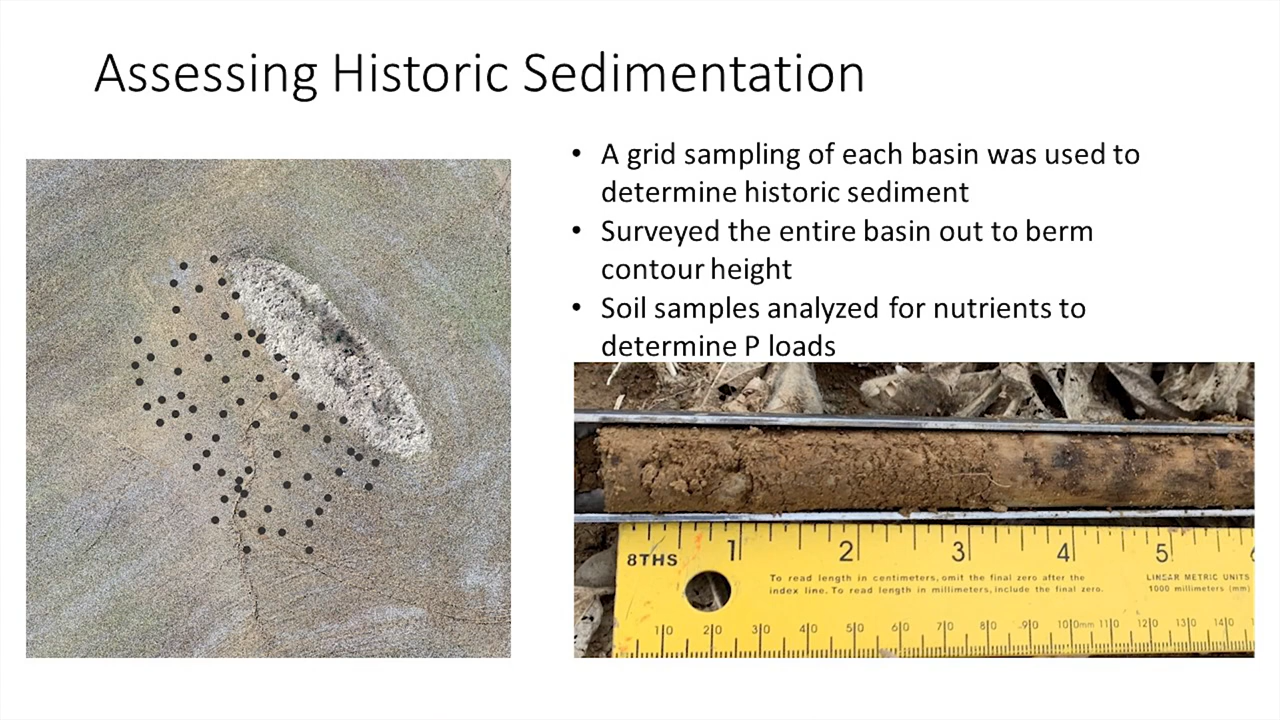 Assessing Historic Sedimentation
• A grid sampling of each basin was used to
determine historic sediment
• Surveyed the entire basin out to berm
contour height
• Soil samples analyzed for nutrients to
determine P loads
8THS 1 2 3 4 5 6
To read length in centimeters, omit the final zero after the
index line. To read length in millimeters, include the final zero.
LINEAR METRIC UNITS
1000 millimeters (mm)
10 20 30 40 50 60 70 80 90 100mm 110 120 130 140